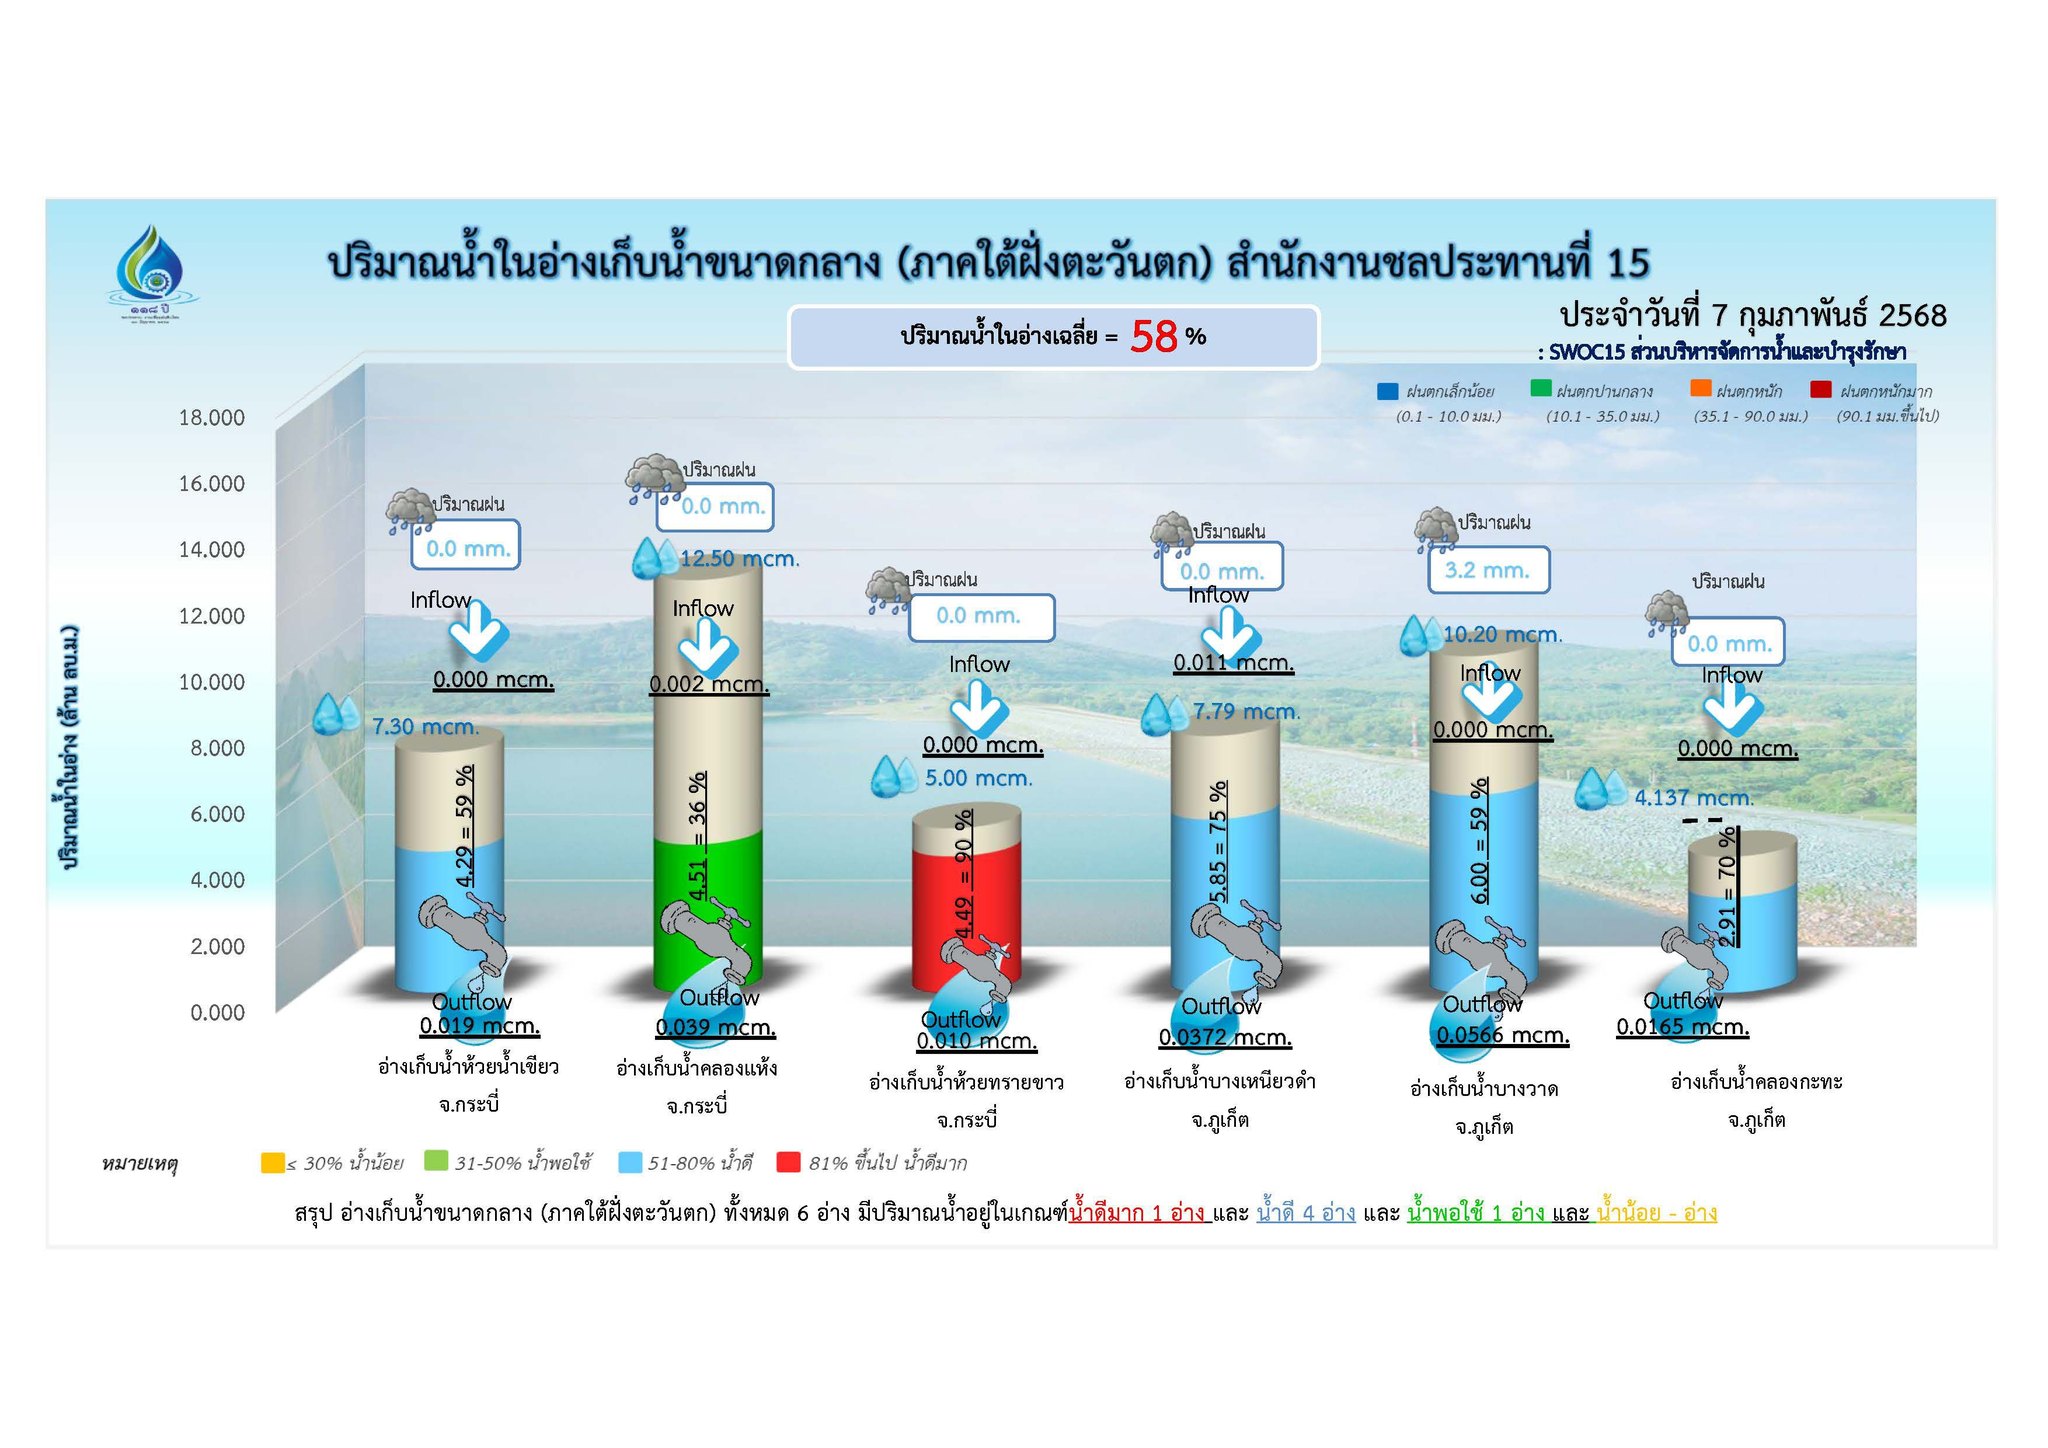 ปริมาณน้ำในอ่างเก็บน้ำขนาดกลาง (ภาคใต้ฝั่งตะวันตก) สำนักงานชลประทานที่ 15
๑๑๘ ปี
ปริมาณน้ำในอ่างเฉลี่ย = 58 %
ประจำวันที่ 7 กุมภาพันธ์ 2568
: SWOC15 ส่วนบริหารจัดการน้ำและบำรุงรักษา
ฝนตกเล็กน้อย
(0.1 - 10.0 มม.)
ฝนตกปานกลาง
(10.1 - 35.0 มม.)
ฝนตกหนัก
(35.1 - 90.0 มม.)
ฝนตกหนักมาก
(90.1 มม.ขึ้นไป)
ปริมาณน้ำในอ่าง (ล้าน ลบ.ม.)
18.000
16.000
14.000
12.000
10.000
8.000
6.000
4.000
2.000
0.000
ปริมาณฝน
0.0 mm.
Inflow
0.000 mcm.
7.30 mcm.
4.29 = 59 %
Outflow
0.019 mcm.
อ่างเก็บน้ำห้วยน้ำเขียว
จ.กระบี่
ปริมาณฝน
0.0 mm.
12.50 mcm.
Inflow
0.002 mcm.
4.51 = 36 %
Outflow
0.039 mcm.
อ่างเก็บน้ำคลองแห้ง
จ.กระบี่
ปริมาณฝน
0.0 mm.
Inflow
0.000 mcm.
5.00 mcm.
4.49 = 90 %
Outflow
0.010 mcm.
อ่างเก็บน้ำห้วยทรายขาว
จ.กระบี่
ปริมาณฝน
0.0 mm.
Inflow
0.011 mcm.
7.79 mcm.
5.85 = 75 %
Outflow
0.0372 mcm.
อ่างเก็บน้ำบางเหนียวดำ
จ.ภูเก็ต
ปริมาณฝน
3.2 mm.
10.20 mcm.
Inflow
0.000 mcm.
6.00 = 59 %
Outflow
0.0566 mcm.
อ่างเก็บน้ำบางวาด
จ.ภูเก็ต
ปริมาณฝน
0.0 mm.
Inflow
0.000 mcm.
4.137 mcm.
2.91 = 70 %
Outflow
0.0165 mcm.
อ่างเก็บน้ำคลองกะทะ
จ.ภูเก็ต
หมายเหตุ
≤ 30% น้ำน้อย
31-50% น้ำพอใช้
51-80% น้ำดี
81% ขึ้นไป น้ำดีมาก
สรุป อ่างเก็บน้ำขนาดกลาง (ภาคใต้ฝั่งตะวันตก) ทั้งหมด 6 อ่าง มีปริมาณน้ำอยู่ในเกณฑ์น้ำดีมาก 1 อ่าง และ น้ำดี 4 อ่าง และ น้ำพอใช้ 1 อ่าง และ น้ำน้อย - อ่าง